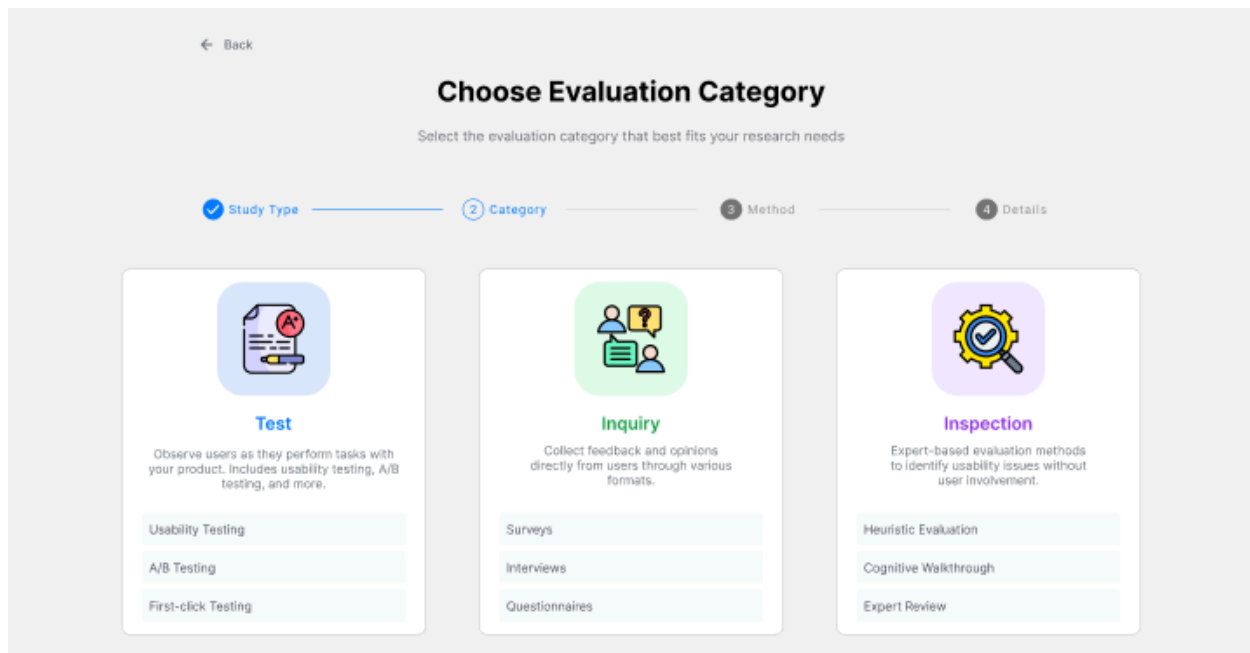 Back
Choose Evaluation Category
Select the evaluation category that best fits your research needs
Study Type
2 Category
3 Method
4 Details
A+
Test
Observe users as they perform tasks with
your product. Includes usability testing, A/B
testing, and more.
Usability Testing
A/B Testing
First-click Testing
?
Inquiry
Collect feedback and opinions
directly from users through various
formats.
Surveys
Interviews
Questionnaires
Inspection
Expert-based evaluation methods
to identify usability issues without
user involvement.
Heuristic Evaluation
Cognitive Walkthrough
Expert Review